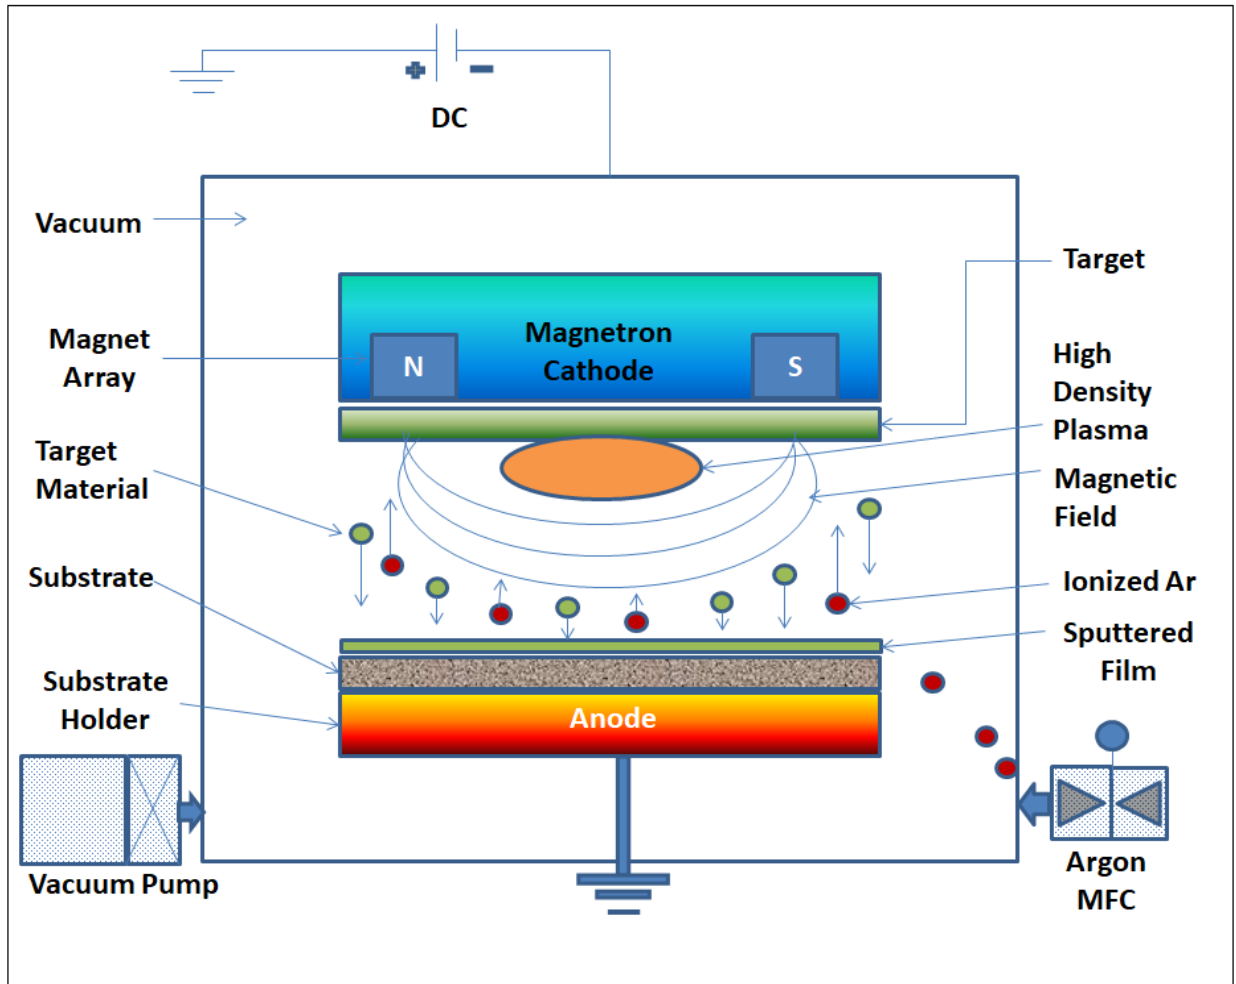 DC
Vacuum
Target
Magnet
Array
N
Magnetron
Cathode
S
High
Density
Plasma
Target
Material
Magnetic
Field
Substrate
Ionized Ar
Sputtered
Film
Substrate
Holder
Anode
Vacuum Pump
Argon
MFC